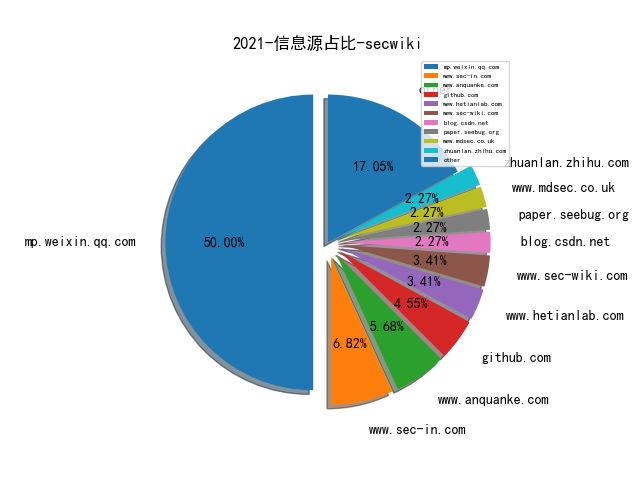 2021-信息源占比-secwiki
mp.weixin.qq.com
www.sec-in.com
www.anquanke.com
github.com
www.hetianlab.com
www.sec-wiki.com
blog.csdn.net
paper.seebug.org
www.mdsec.co.uk
zhuanlan.zhihu.com
other
other
17.05%
zhuanlan.zhihu.com
2.27%
www.mdsec.co.uk
2.27%
paper.seebug.org
2.27%
blog.csdn.net
2.27%
mp.weixin.qq.com
50.00%
www.sec-wiki.com
3.41%
www.hetianlab.com
3.41%
github.com
4.55%
www.anquanke.com
5.68%
www.sec-in.com
6.82%